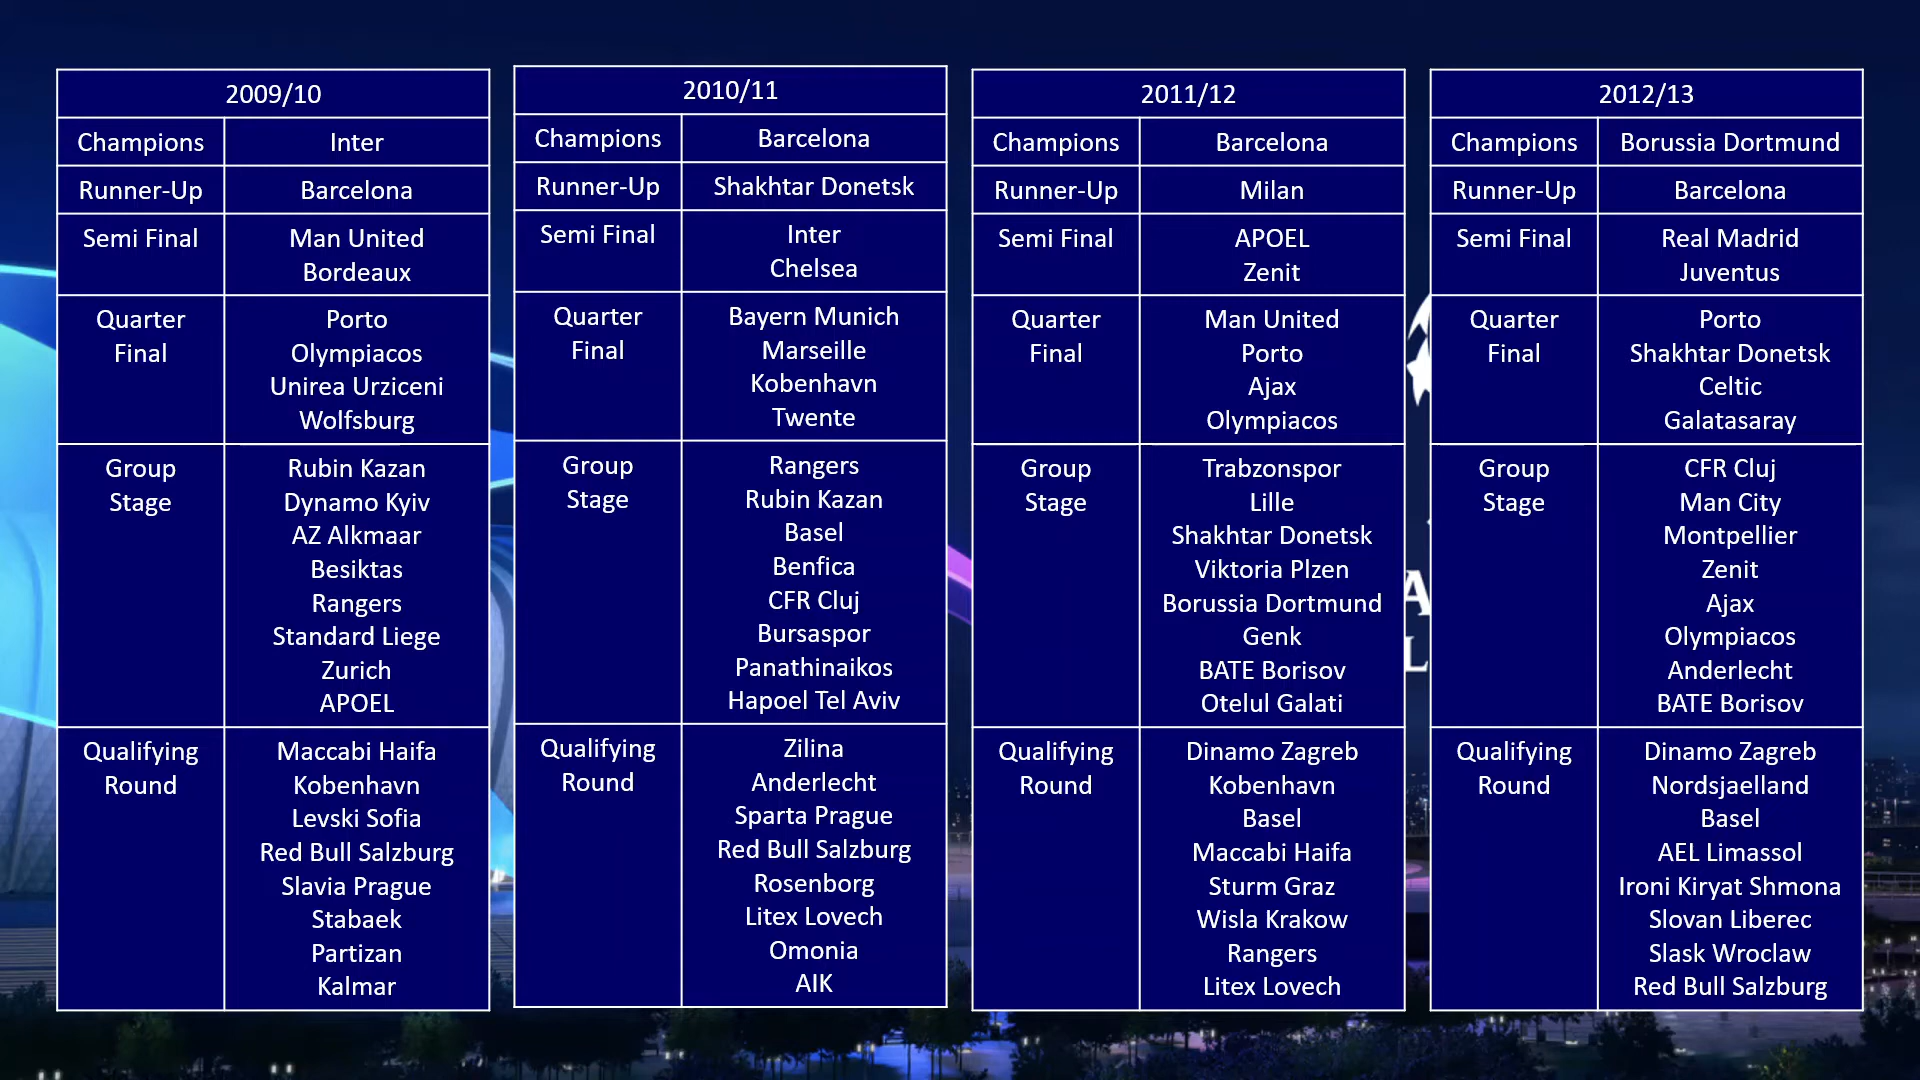 2009/10
Champions
Inter
Runner-Up
Barcelona
Semi Final
Man United
Bordeaux
Quarter
Final
Porto
Olympiacos
Unirea Urziceni
Wolfsburg
Group
Stage
Rubin Kazan
Dynamo Kyiv
AZ Alkmaar
Besiktas
Rangers
Standard Liege
Zurich
APOEL
Qualifying
Round
Maccabi Haifa
Kobenhavn
Levski Sofia
Red Bull Salzburg
Slavia Prague
Stabaek
Partizan
Kalmar
2010/11
Champions
Barcelona
Runner-Up
Shakhtar Donetsk
Semi Final
Inter
Chelsea
Quarter
Final
Bayern Munich
Marseille
Kobenhavn
Twente
Group
Stage
Rangers
Rubin Kazan
Basel
Benfica
CFR Cluj
Bursaspor
Panathinaikos
Hapoel Tel Aviv
Qualifying
Round
Zilina
Anderlecht
Sparta Prague
Red Bull Salzburg
Rosenborg
Litex Lovech
Omonia
AIK
2011/12
Champions
Barcelona
Runner-Up
Milan
Semi Final
APOEL
Zenit
Quarter
Final
Man United
Porto
Ajax
Olympiacos
Group
Stage
Trabzonspor
Lille
Shakhtar Donetsk
Viktoria Plzen
Borussia Dortmund
Genk
BATE Borisov
Otelul Galati
Qualifying
Round
Dinamo Zagreb
Kobenhavn
Basel
Maccabi Haifa
Sturm Graz
Wisla Krakow
Rangers
Litex Lovech
2012/13
Champions
Borussia Dortmund
Runner-Up
Barcelona
Semi Final
Real Madrid
Juventus
Quarter
Final
Porto
Shakhtar Donetsk
Celtic
Galatasaray
Group
Stage
CFR Cluj
Man City
Montpellier
Zenit
Ajax
Olympiacos
Anderlecht
BATE Borisov
Qualifying
Round
Dinamo Zagreb
Nordsjaelland
Basel
AEL Limassol
Ironi Kiryat Shmona
Slovan Liberec
Slask Wroclaw
Red Bull Salzburg